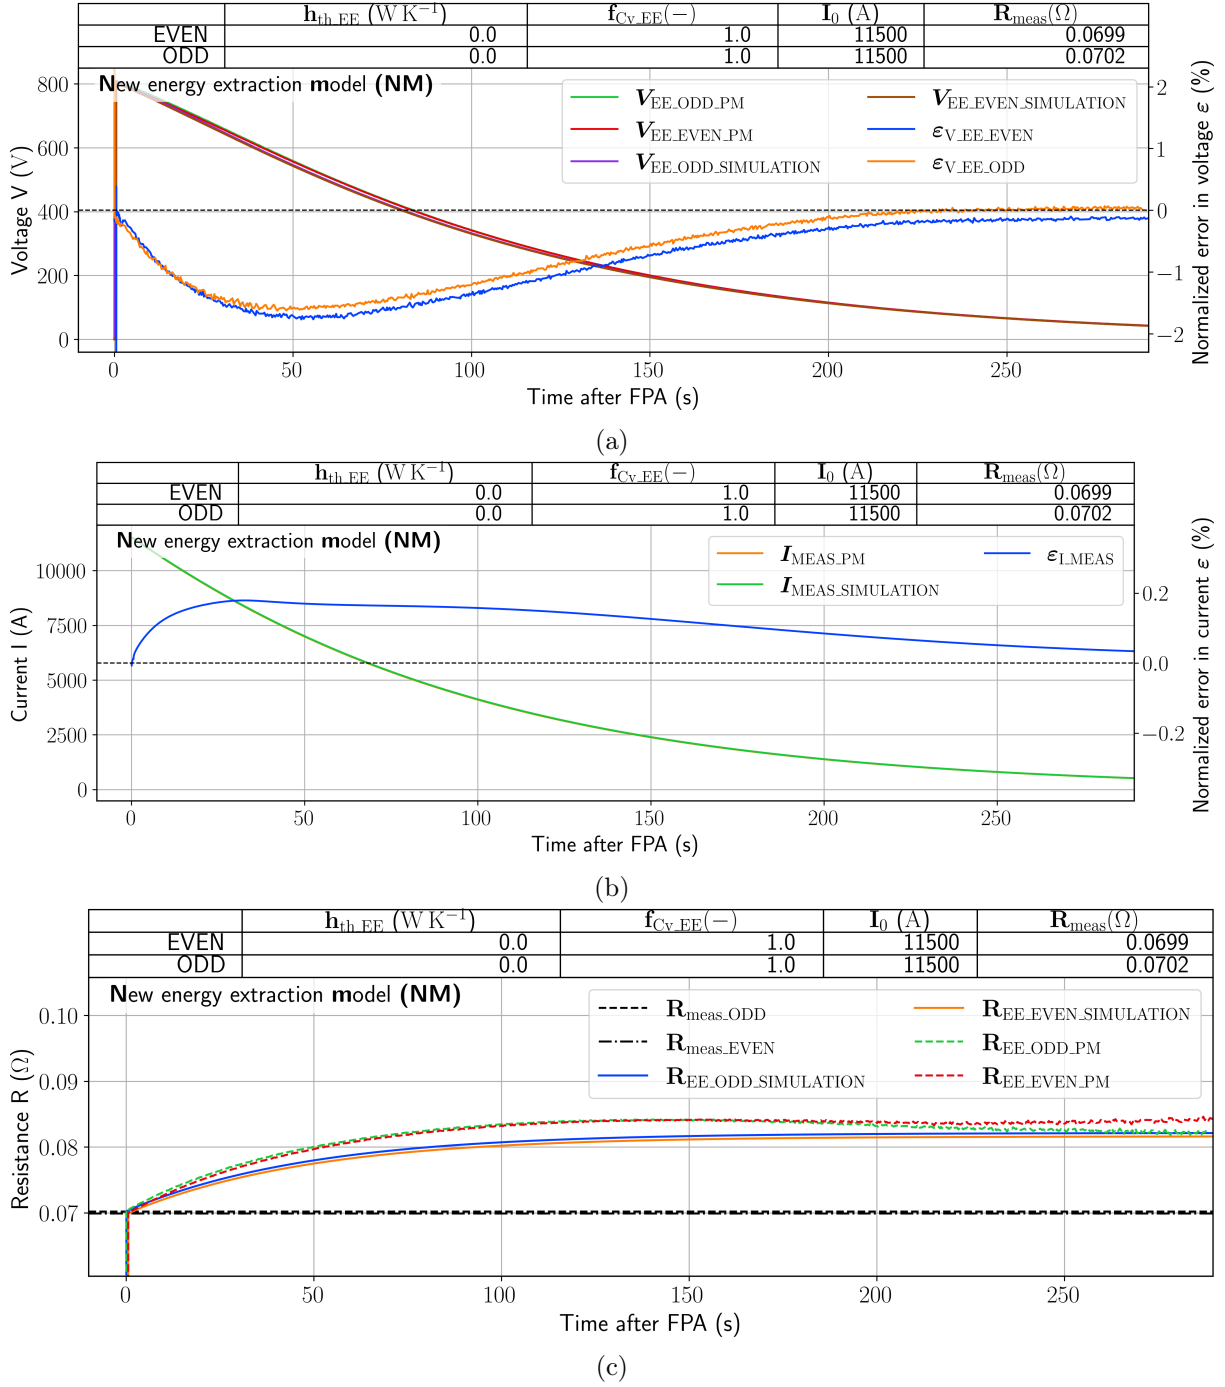 h_th_EE (W K⁻¹) f_Cv_EE(−) I₀ (A) R_meas(Ω)
EVEN 0.0 1.0 11500 0.0699
ODD 0.0 1.0 11500 0.0702
New energy extraction model (NM)
V_EE_ODD_PM
V_EE_EVEN_PM
V_EE_ODD_SIMULATION
V_EE_EVEN_SIMULATION
ε_V_EE_EVEN
ε_V_EE_ODD
Voltage V (V)
800
600
400
200
0
Normalized error in voltage ε (%)
2
1
0
−1
−2
0 50 100 150 200 250
Time after FPA (s)
(a)
h_th_EE (W K⁻¹) f_Cv_EE(−) I₀ (A) R_meas(Ω)
EVEN 0.0 1.0 11500 0.0699
ODD 0.0 1.0 11500 0.0702
New energy extraction model (NM)
I_MEAS_PM
I_MEAS_SIMULATION
ε_I_MEAS
Current I (A)
10000
7500
5000
2500
0
Normalized error in current ε (%)
0.2
0.0
−0.2
0 50 100 150 200 250
Time after FPA (s)
(b)
h_th_EE (W K⁻¹) f_Cv_EE(−) I₀ (A) R_meas(Ω)
EVEN 0.0 1.0 11500 0.0699
ODD 0.0 1.0 11500 0.0702
New energy extraction model (NM)
R_meas_ODD
R_meas_EVEN
R_EE_ODD_SIMULATION
R_EE_EVEN_SIMULATION
R_EE_ODD_PM
R_EE_EVEN_PM
Resistance R (Ω)
0.10
0.09
0.08
0.07
0 50 100 150 200 250
Time after FPA (s)
(c)